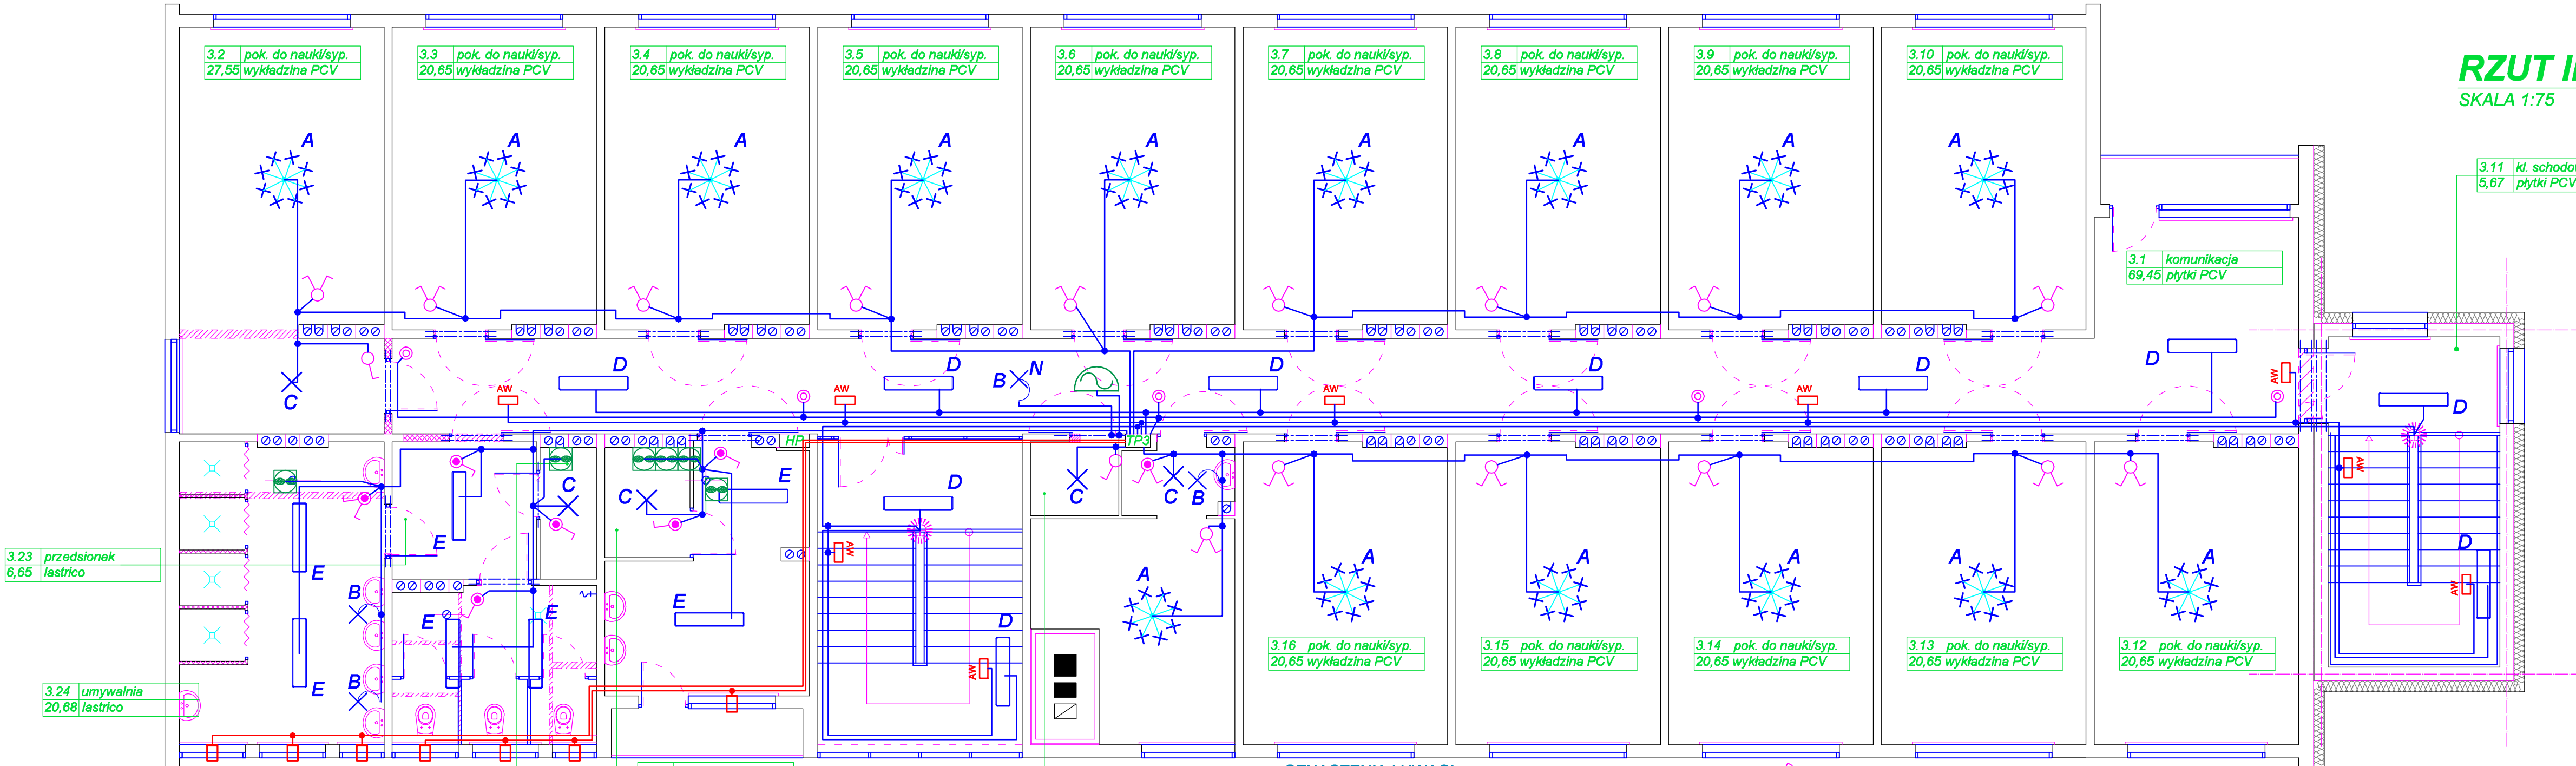 3.2 pok. do nauki/syp.
27,55 wykładzina PCV
3.3 pok. do nauki/syp.
20,65 wykładzina PCV
3.4 pok. do nauki/syp.
20,65 wykładzina PCV
3.5 pok. do nauki/syp.
20,65 wykładzina PCV
3.6 pok. do nauki/syp.
20,65 wykładzina PCV
3.7 pok. do nauki/syp.
20,65 wykładzina PCV
3.8 pok. do nauki/syp.
20,65 wykładzina PCV
3.9 pok. do nauki/syp.
20,65 wykładzina PCV
3.10 pok. do nauki/syp.
20,65 wykładzina PCV
RZUT
SKALA 1:75
A A A A A A A A A
3.11 kl.
5,67 płytki PCV
3.1 komunikacja
69,45 płytki PCV
C D D B N D D D D D
AW AW AW AW AW
HP TP3
C C E D C C B AW
E E
3.23 przedsionek
6,65 lastrico
AW
A A A A A D
E B E E E D AW
3.16 pok. do nauki/syp.
20,65 wykładzina PCV
3.15 pok. do nauki/syp.
20,65 wykładzina PCV
3.14 pok. do nauki/syp.
20,65 wykładzina PCV
3.13 pok. do nauki/syp.
20,65 wykładzina PCV
3.12 pok. do nauki/syp.
20,65 wykładzina PCV
AW
E B
3.24 umywalnia
20,68 lastrico